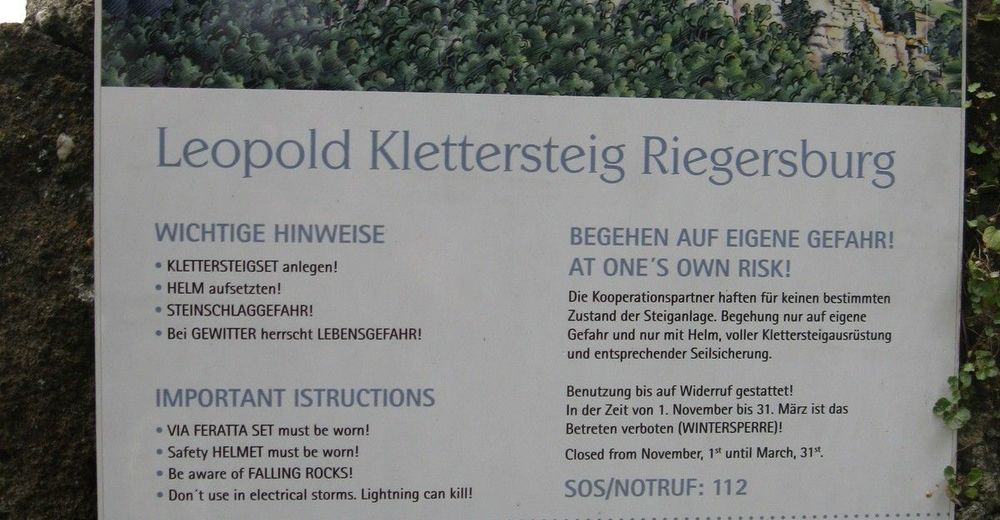 Leopold Klettersteig Riegersburg
WICHTIGE HINWEISE
• KLETTERSTEIGSET anlegen!
• HELM aufsetzten!
• STEINSCHLAGGEFAHR!
• Bei GEWITTER herrscht LEBENSGEFAHR!
IMPORTANT ISTRUCTIONS
• VIA FERATTA SET must be worn!
• Safety HELMET must be worn!
• Be aware of FALLING ROCKS!
• Don´t use in electrical storms. Lightning can kill!
BEGEHEN AUF EIGENE GEFAHR!
AT ONE´S OWN RISK!
Die Kooperationspartner haften für keinen bestimmten
Zustand der Steiganlage. Begehung nur auf eigene
Gefahr und nur mit Helm, voller Klettersteigausrüstung
und entsprechender Seilsicherung.
Benutzung bis auf Widerruf gestattet!
In der Zeit von 1. November bis 31. März ist das
Betreten verboten (WINTERSPERRE)!
Closed from November, 1st until March, 31st.
SOS/NOTRUF: 112